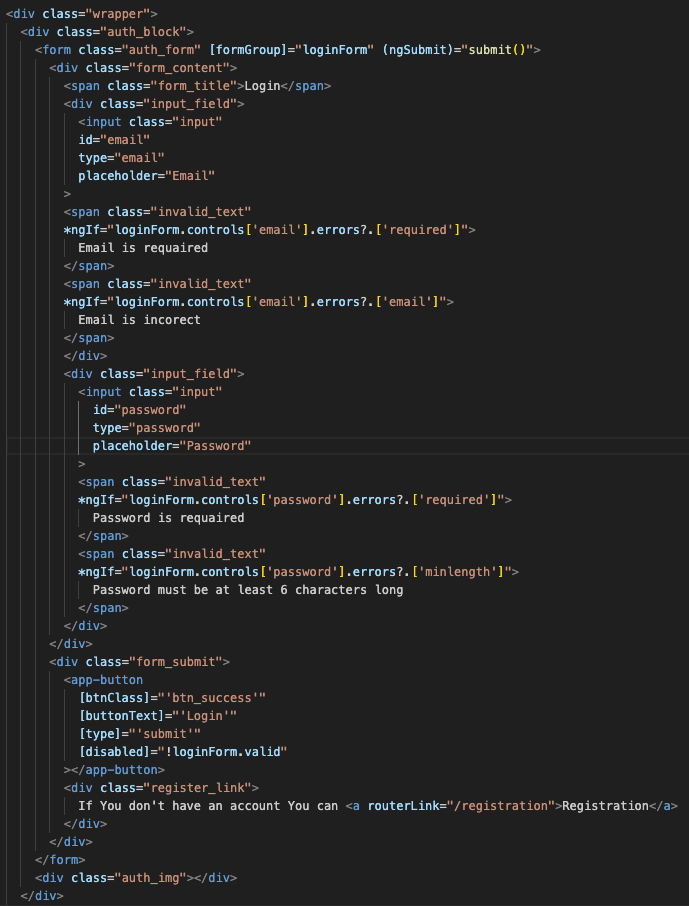 <div class="wrapper">
<div class="auth_block">
<form class="auth_form" [formGroup]="loginForm" (ngSubmit)="submit()">
<div class="form_content">
<span class="form_title">Login</span>
<div class="input_field">
<input class="input"
id="email"
type="email"
placeholder="Email"
>
<span class="invalid_text"
*ngIf="loginForm.controls['email'].errors?.['required']">
Email is requaired
</span>
<span class="invalid_text"
*ngIf="loginForm.controls['email'].errors?.['email']">
Email is incorect
</span>
</div>
<div class="input_field">
<input class="input"
id="password"
type="password"
placeholder="Password"
>
<span class="invalid_text"
*ngIf="loginForm.controls['password'].errors?.['required']">
Password is requaired
</span>
<span class="invalid_text"
*ngIf="loginForm.controls['password'].errors?.['minlength']">
Password must be at least 6 characters long
</span>
</div>
</div>
<div class="form_submit">
<app-button
[btnClass]="'btn_success'"
[buttonText]="'Login'"
[type]="'submit'"
[disabled]="!loginForm.valid"
></app-button>
<div class="register_link">
If You don't have an account You can <a routerLink="/registration">Registration</a>
</div>
</div>
</form>
<div class="auth_img"></div>
</div>